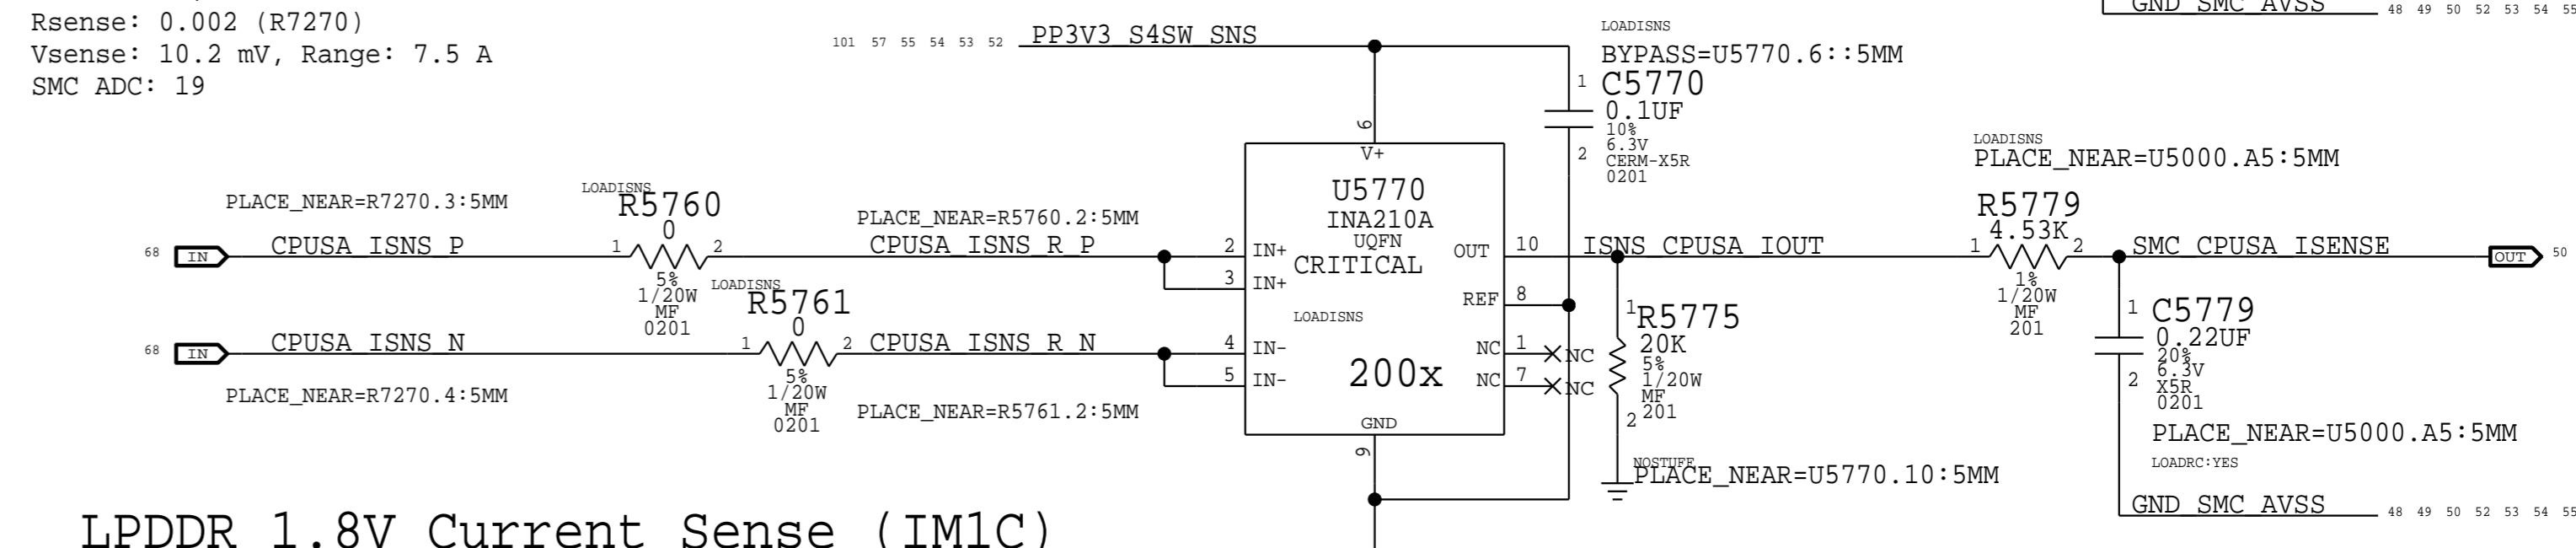 Rsense: 0.002 (R7270)
Vsense: 10.2 mV, Range: 7.5 A
SMC ADC: 19
101 57 55 54 53 52 PP3V3_S4SW_SNS
LOADISNS
BYPASS=U5770.6::5MM
1 C5770
0.1UF
10%
6.3V
2 CERM-X5R
0201
GND_SMC_AVSS 48 49 50 52 53 54 55
6
V+
U5770
INA210A
UQFN
CRITICAL
LOADISNS
200x
GND
9
PLACE_NEAR=R7270.3:5MM
LOADISNS
R5760
0
68 IN CPUSA_ISNS_P 1 2
5%
1/20W
MF
0201
PLACE_NEAR=R5760.2:5MM
CPUSA_ISNS_R_P 2 IN+
3 IN+
LOADISNS
R5761
0
68 IN CPUSA_ISNS_N 1 2 CPUSA_ISNS_R_N 4 IN-
5 IN-
5%
1/20W
MF
0201
PLACE_NEAR=R7270.4:5MM
PLACE_NEAR=R5761.2:5MM
OUT 10 ISNS_CPUSA_IOUT
REF 8
NC 1 NC
NC 7 NC
1 R5775
20K
5%
1/20W
MF
2 201
NOSTUFF
PLACE_NEAR=U5770.10:5MM
LOADISNS
PLACE_NEAR=U5000.A5:5MM
R5779
4.53K
1 2 SMC_CPUSA_ISENSE OUT 50
1%
1/20W
MF
201
1 C5779
0.22UF
20%
6.3V
2 X5R
0201
PLACE_NEAR=U5000.A5:5MM
LOADRC:YES
GND_SMC_AVSS 48 49 50 52 53 54 55
LPDDR 1.8V Current Sense (IM1C)